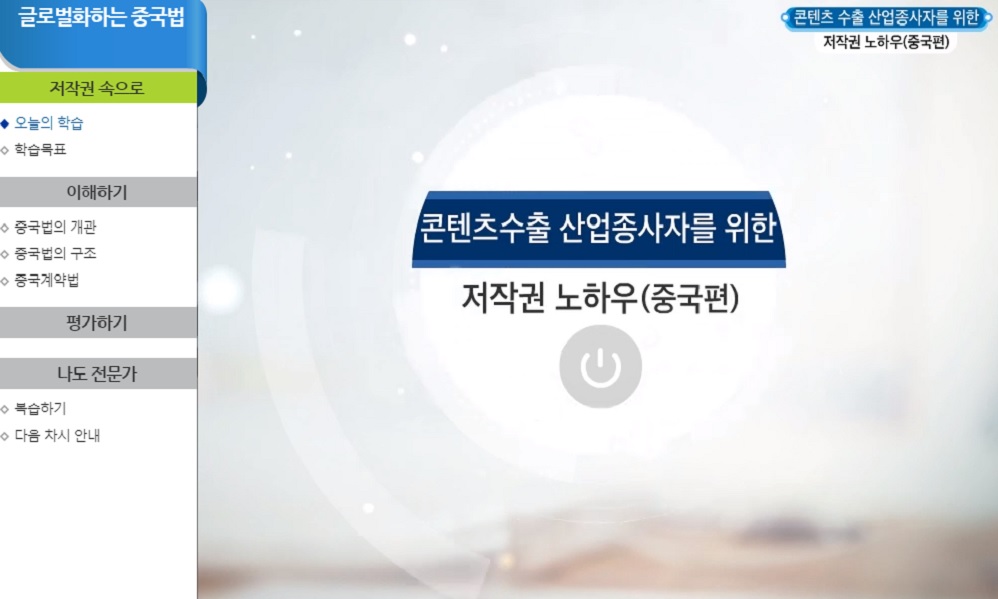 글로벌화하는 중국법
저작권 속으로
오늘의 학습
학습목표
이해하기
중국법의 개관
중국법의 구조
중국계약법
평가하기
나도 전문가
복습하기
다음 차시 안내
콘텐츠 수출 산업종사자를 위한
저작권 노하우(중국편)
콘텐츠수출 산업종사자를 위한
저작권 노하우(중국편)